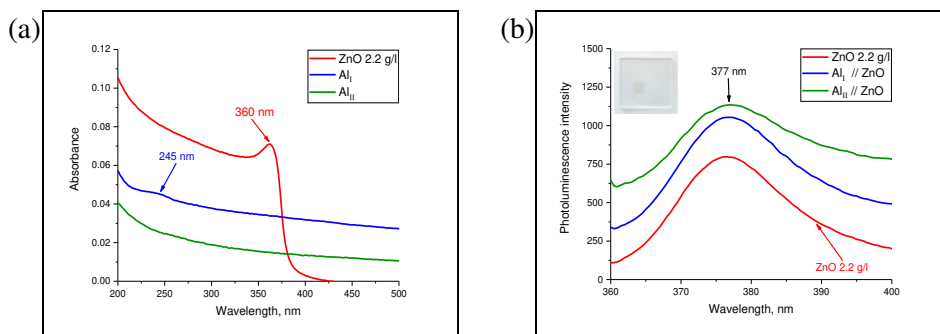 (a)
0.12
0.10
0.08
0.06
0.04
0.02
0.00
200
250
300
350
400
450
500
Absorbance
Wavelength, nm
ZnO 2.2 g/l
Al_I
Al_II
360 nm
245 nm
(b)
1500
1250
1000
750
500
250
0
360
370
380
390
400
Photoluminescence intensity
Wavelength, nm
377 nm
ZnO 2.2 g/l
Al_I // ZnO
Al_II // ZnO
ZnO 2.2 g/l